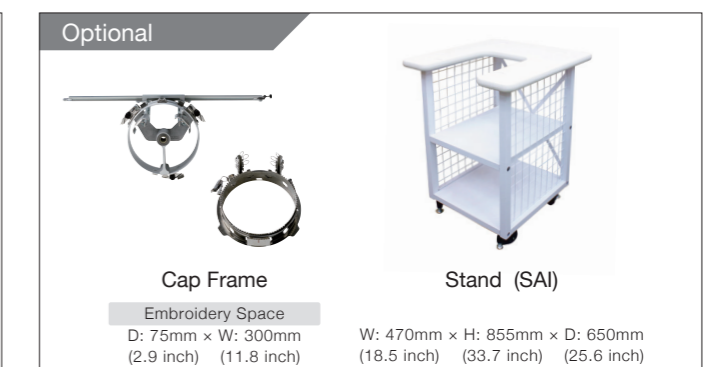 Optional
Cap Frame
Embroidery Space
D: 75mm × W: 300mm
(2.9 inch) (11.8 inch)
Stand (SAI)
W: 470mm × H: 855mm × D: 650mm
(18.5 inch) (33.7 inch) (25.6 inch)